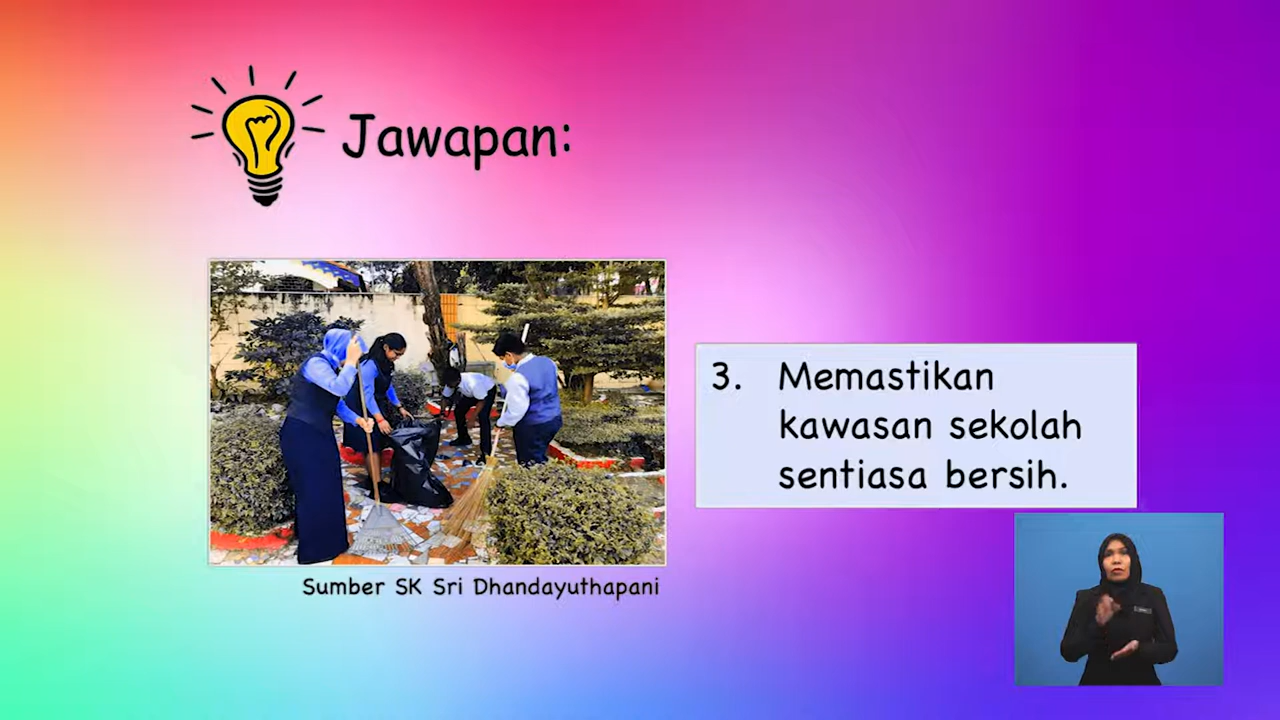 Jawapan:
3. Memastikan
kawasan sekolah
sentiasa bersih.
Sumber SK Sri Dhandayuthapani